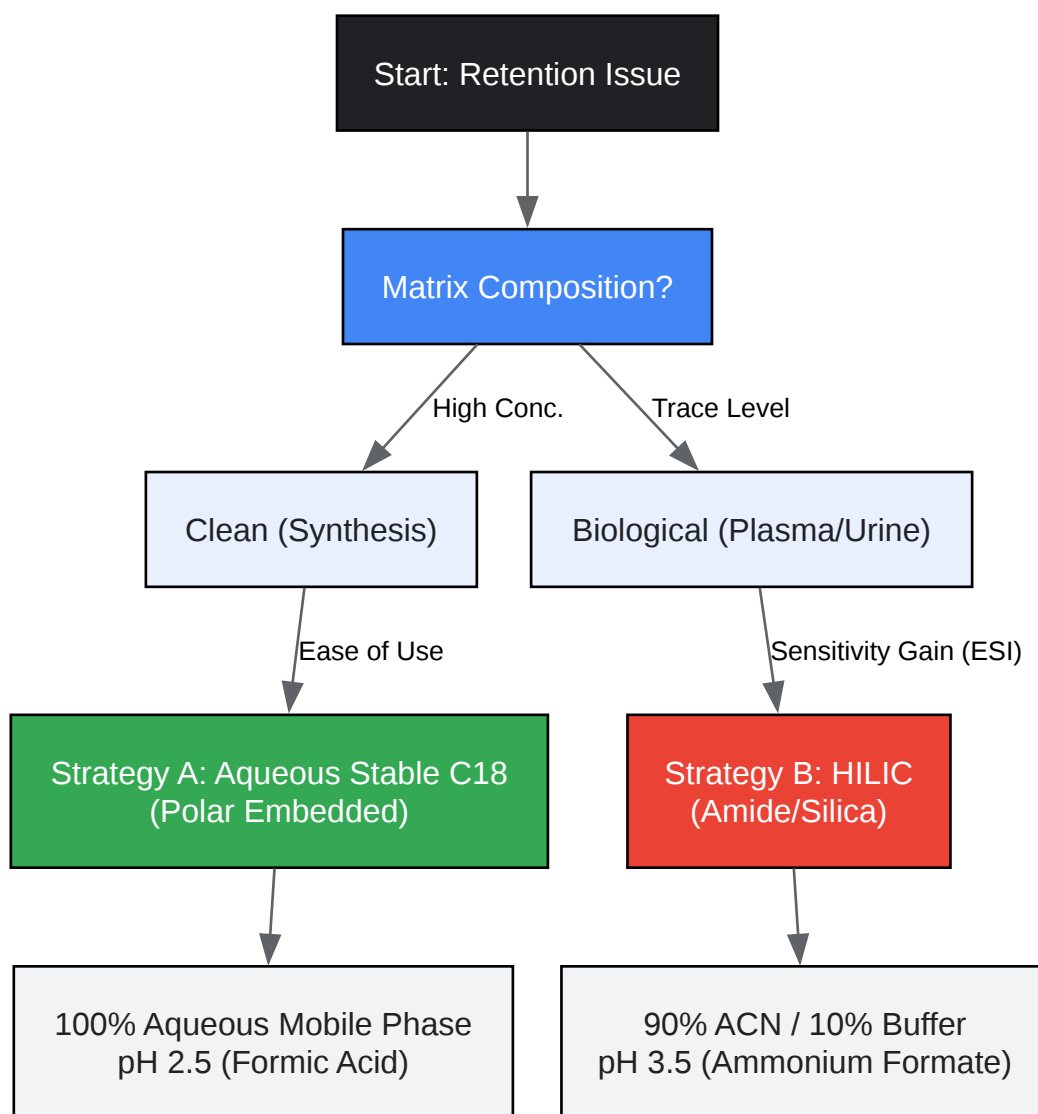 Start: Retention Issue
Matrix Composition?
High Conc.
Trace Level
Clean (Synthesis)
Biological (Plasma/Urine)
Ease of Use
Sensitivity Gain (ESI)
Strategy A: Aqueous Stable C18
(Polar Embedded)
Strategy B: HILIC
(Amide/Silica)
100% Aqueous Mobile Phase
pH 2.5 (Formic Acid)
90% ACN / 10% Buffer
pH 3.5 (Ammonium Formate)